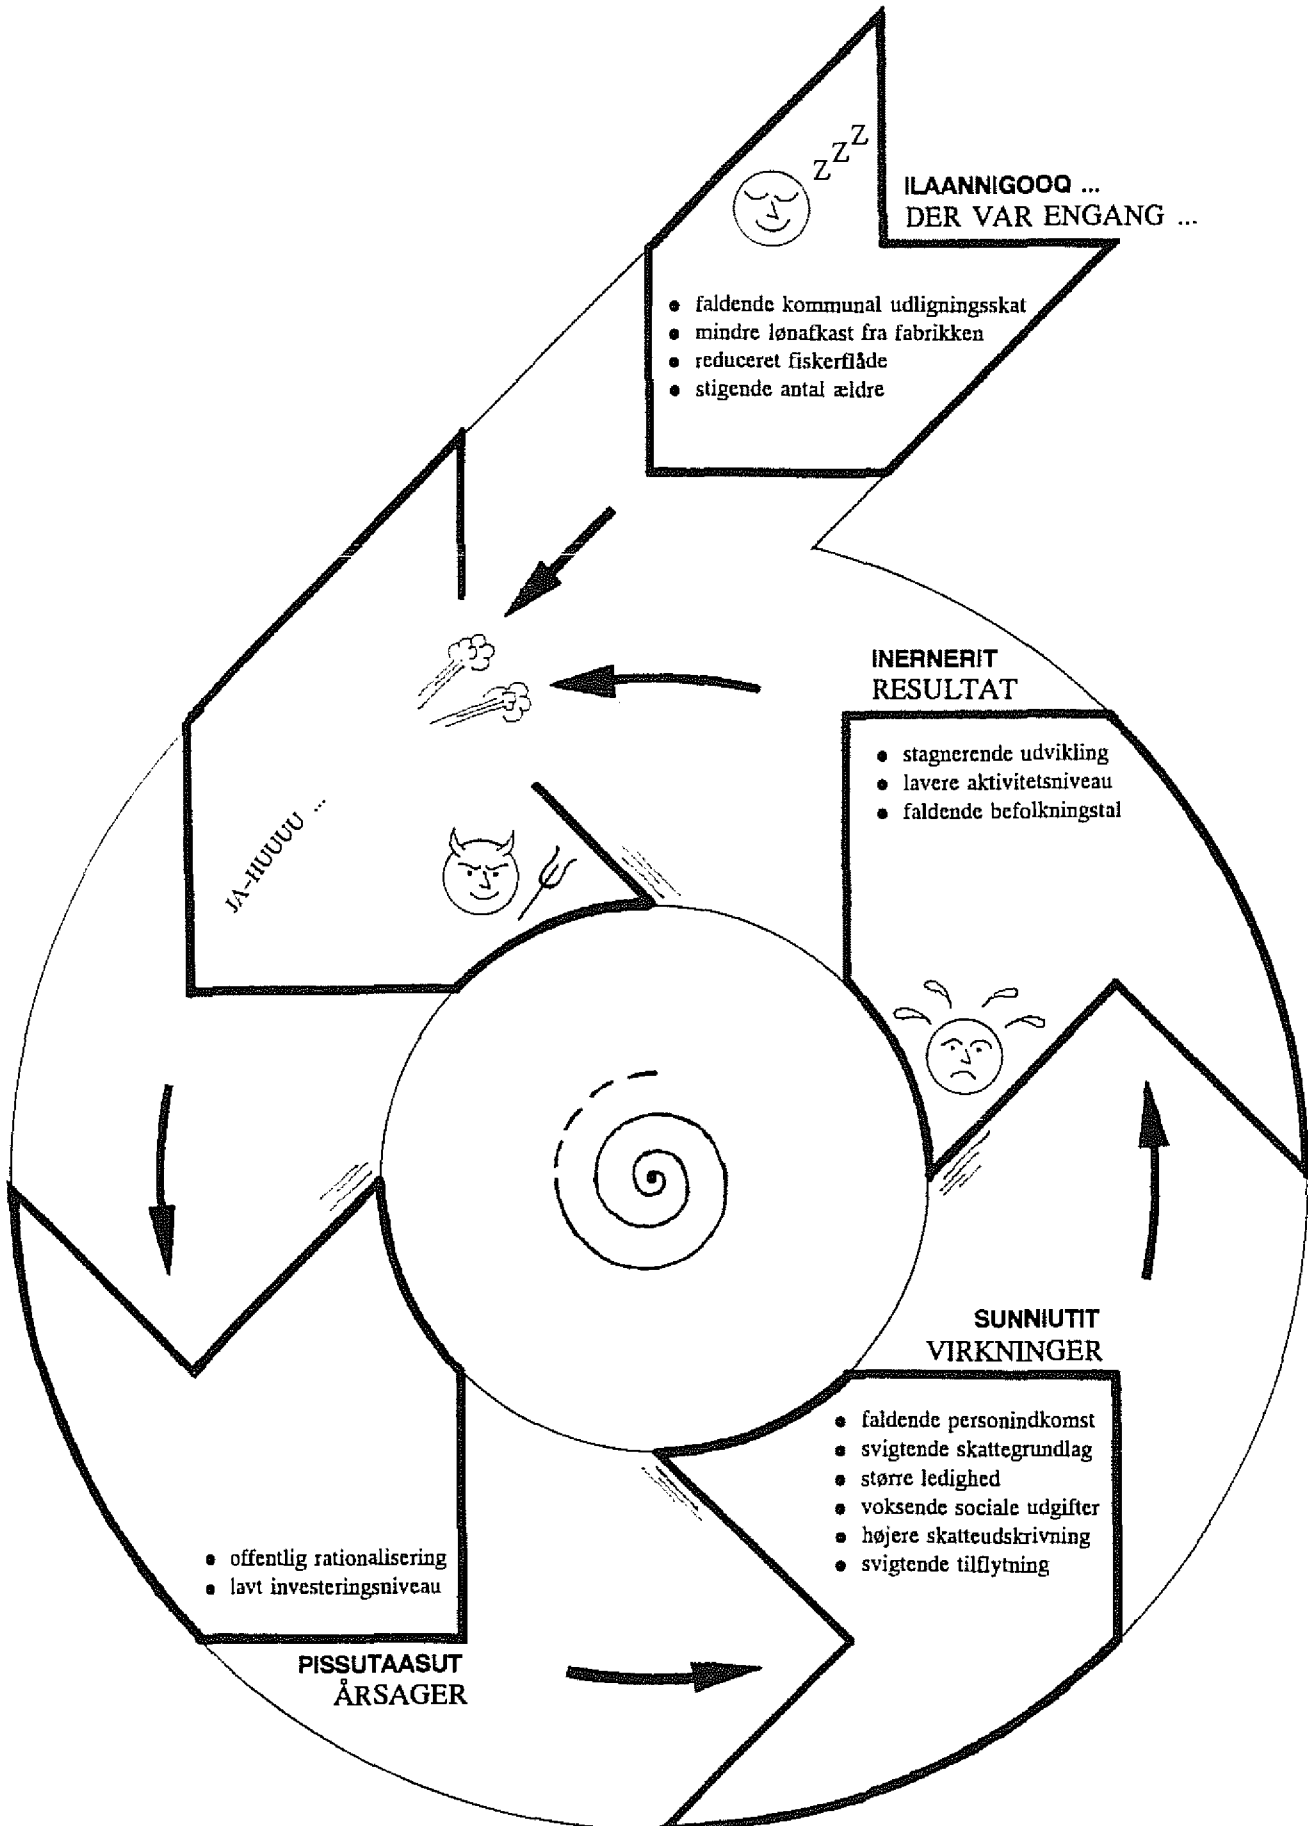 Z Z Z
ILAANNIGOOQ ...
DER VAR ENGANG ...
• faldende kommunal udligningsskat
• mindre lønafkast fra fabrikken
• reduceret fiskerflåde
• stigende antal ældre
JA-HUUUU ...
INERNERIT
RESULTAT
• stagnerende udvikling
• lavere aktivitetsniveau
• faldende befolkningstal
SUNNIUTIT
VIRKNINGER
• faldende personindkomst
• svigtende skattegrundlag
• større ledighed
• voksende sociale udgifter
• højere skatteudskrivning
• svigtende tilflytning
• offentlig rationalisering
• lavt investeringsniveau
PISSUTAASUT
ÅRSAGER